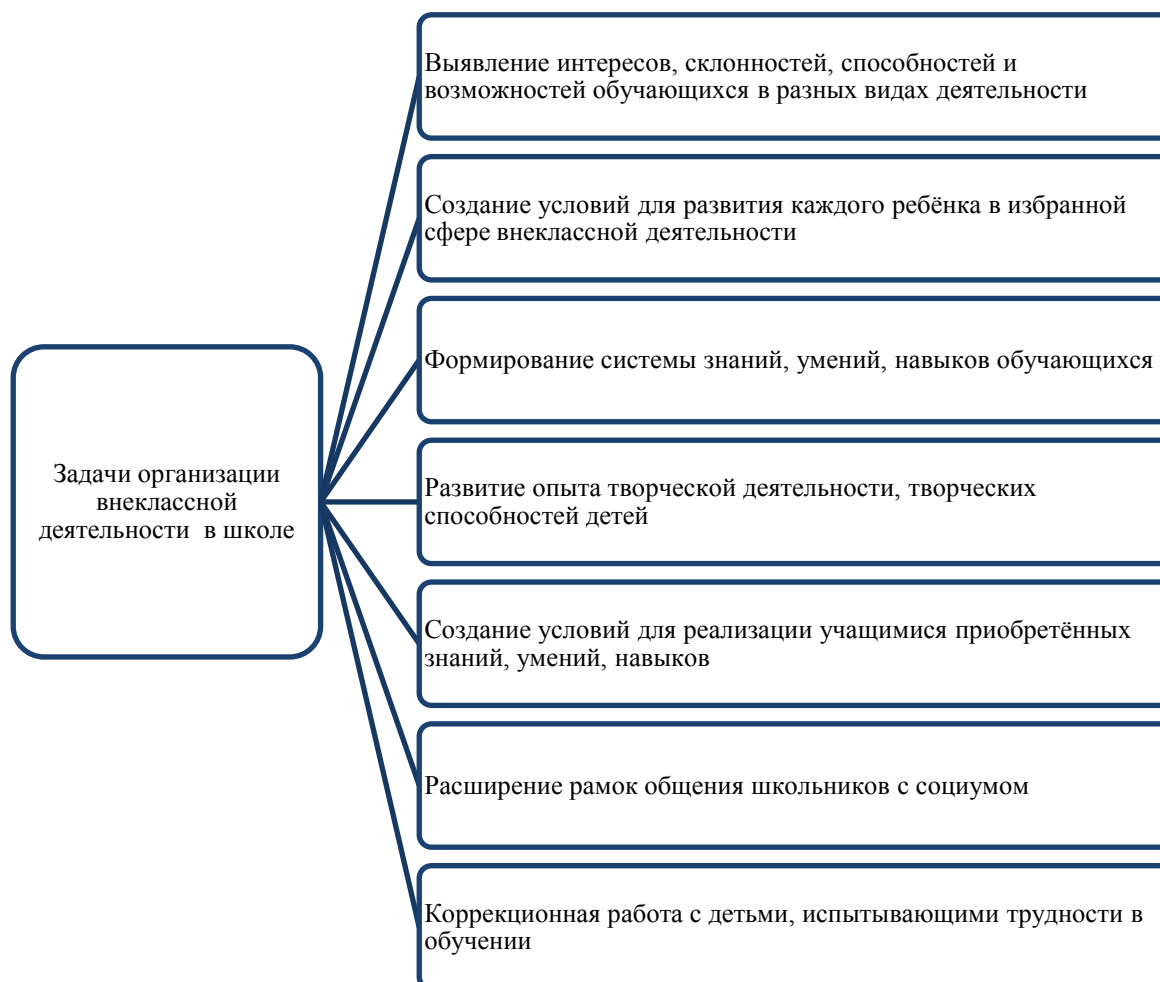 Задачи организации
внеклассной
деятельности в школе
Выявление интересов, склонностей, способностей и
возможностей обучающихся в разных видах деятельности
Создание условий для развития каждого ребёнка в избранной
сфере внеклассной деятельности
Формирование системы знаний, умений, навыков обучающихся
Развитие опыта творческой деятельности, творческих
способностей детей
Создание условий для реализации учащимися приобретённых
знаний, умений, навыков
Расширение рамок общения школьников с социумом
Коррекционная работа с детьми, испытывающими трудности в
обучении